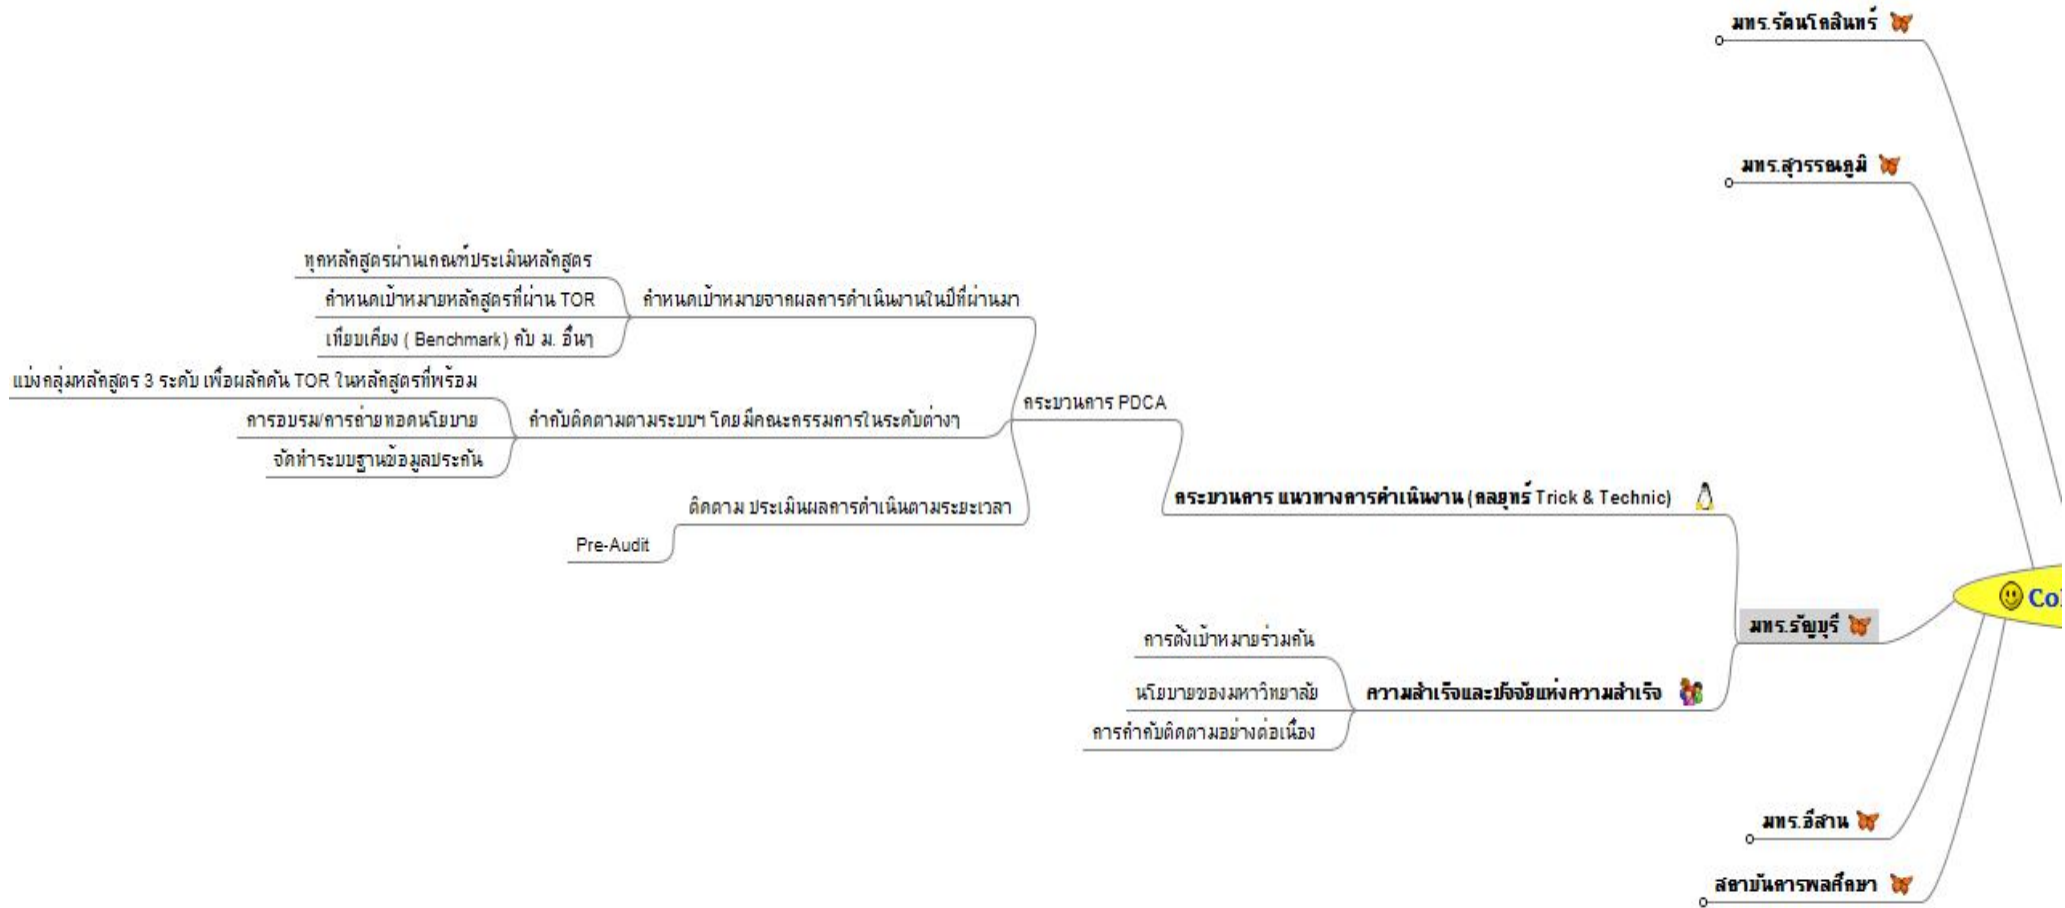 มทร.รัตนโกสินทร์
มทร.สุวรรณภูมิ
ทุกหลักสูตรผ่านเกณฑ์ประเมินหลักสูตร
กำหนดเป้าหมายหลักสูตรที่ผ่าน TOR
กำหนดเป้าหมายจากผลการดำเนินงานในปีที่ผ่านมา
เทียบเคียง ( Benchmark) กับ ม. อื่นๆ
แบ่งกลุ่มหลักสูตร 3 ระดับ เพื่อผลักดัน TOR ในหลักสูตรที่พร้อม
กระบวนการ PDCA
การอบรม/การถ่ายทอดนโยบาย
กำกับติดตามตามระบบฯ โดยมีคณะกรรมการในระดับต่างๆ
จัดทำระบบฐานข้อมูลประกัน
กระบวนการ แนวทางการดำเนินงาน (กลยุทธ์ Trick & Technic)
ติดตาม ประเมินผลการดำเนินตามระยะเวลา
Pre-Audit
มทร.ธัญบุรี
การตั้งเป้าหมายร่วมกัน
นโยบายของมหาวิทยาลัย
ความสำเร็จและปัจจัยแห่งความสำเร็จ
การกำกับติดตามอย่างต่อเนื่อง
มทร.อีสาน
สถาบันการพลศึกษา